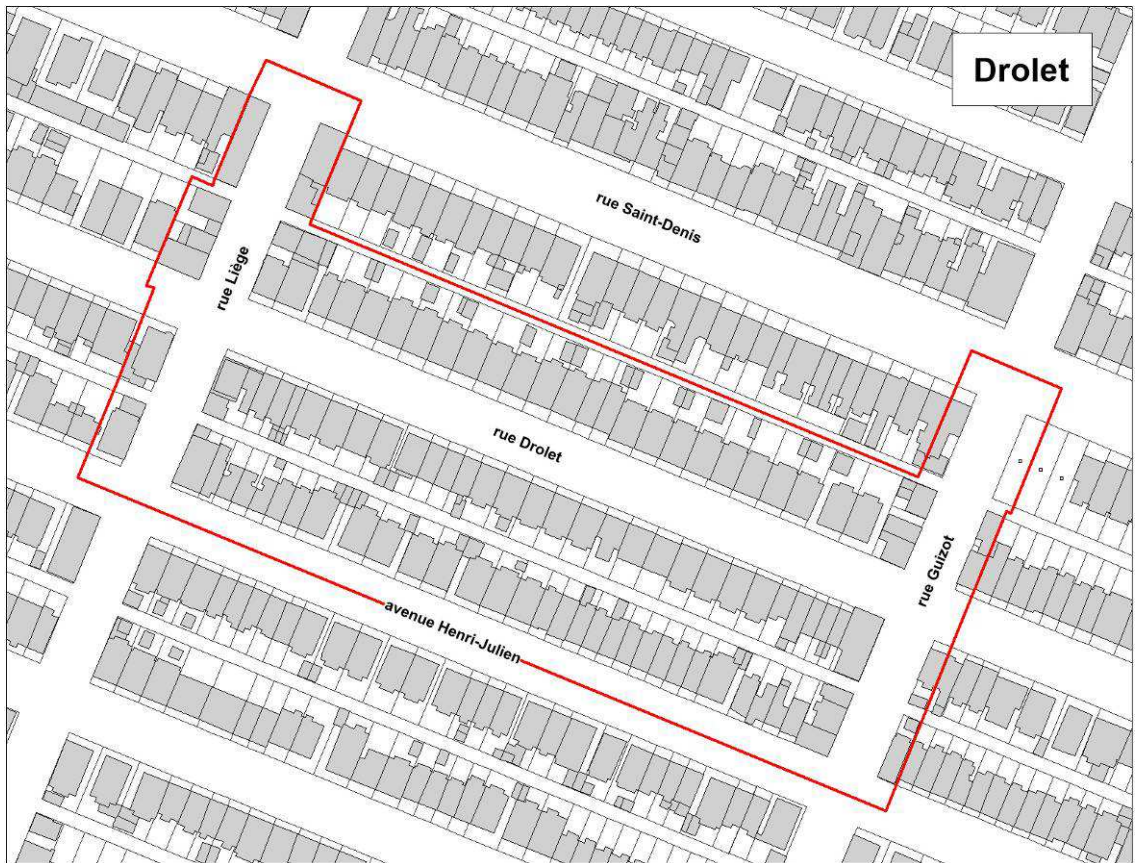 Drolet
rue Saint-Denis
rue Liège
rue Drolet
rue Guizot
avenue Henri-Julien